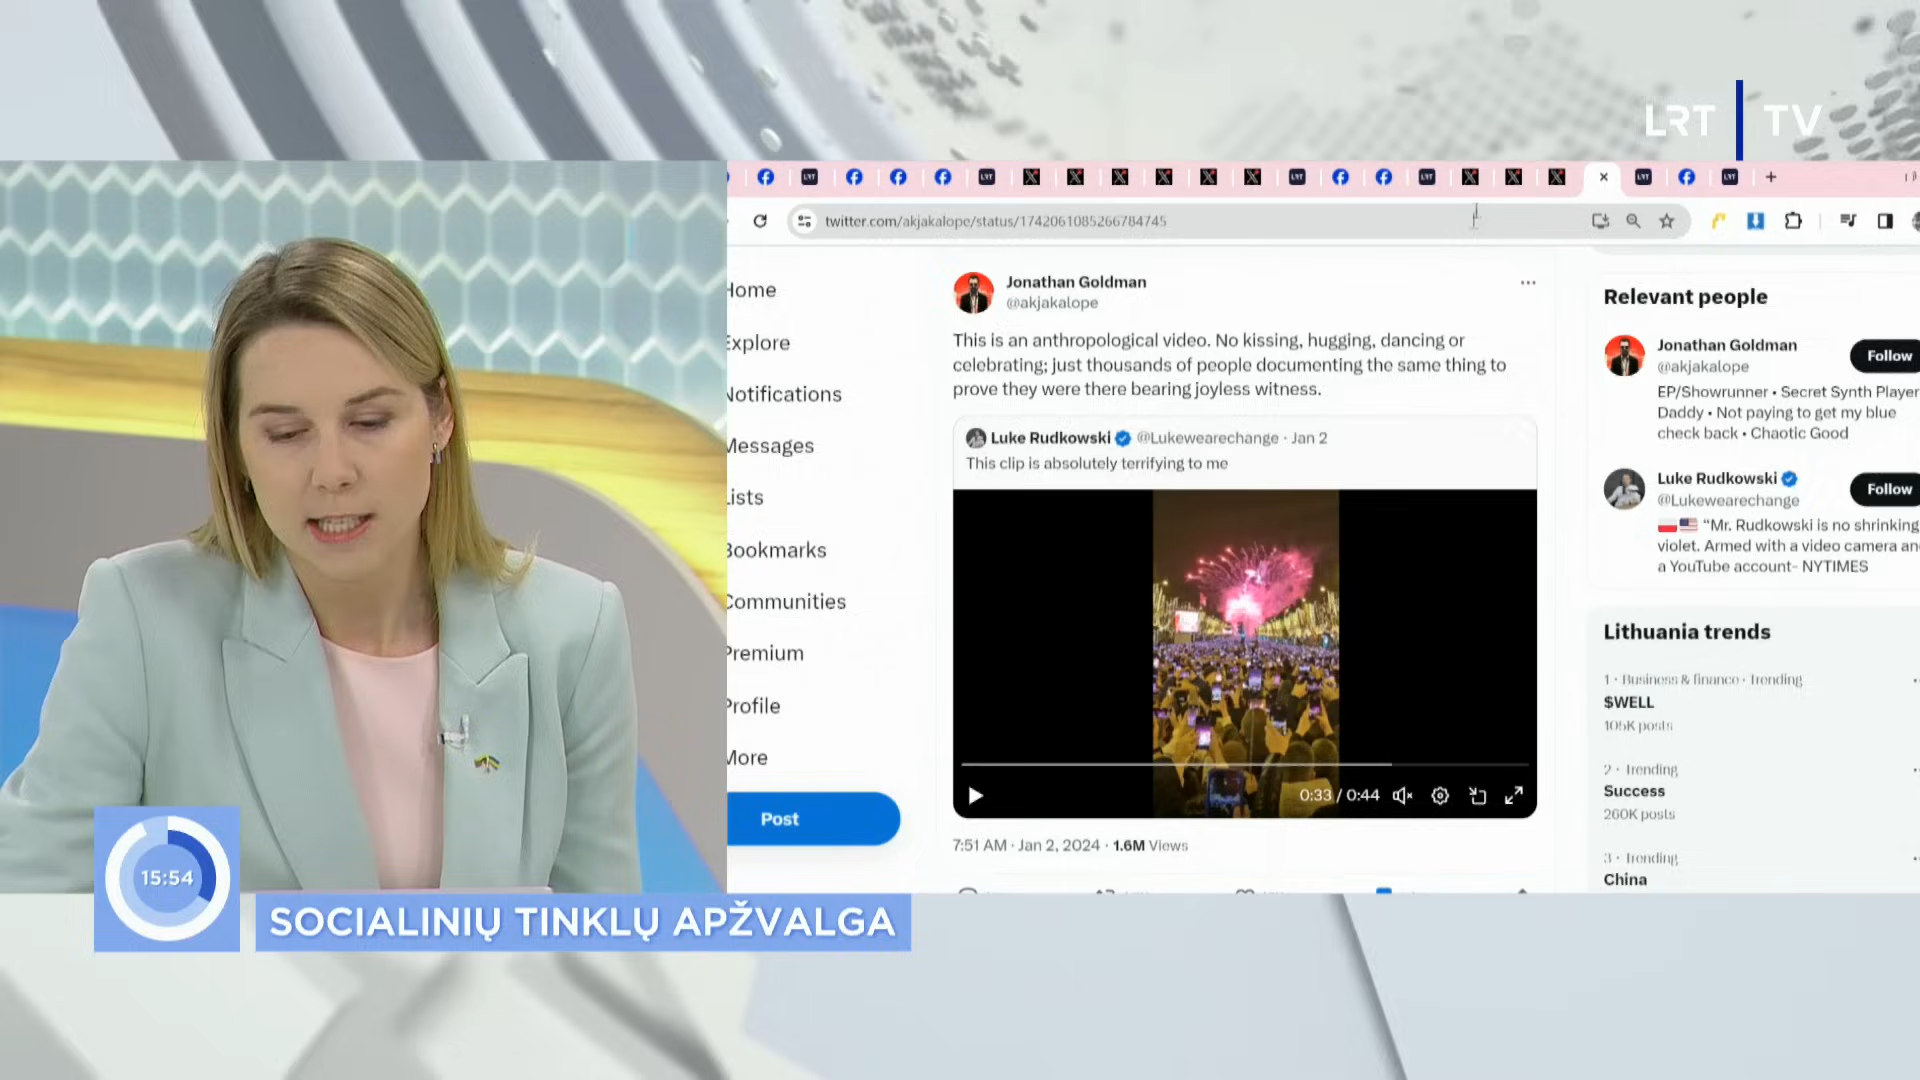 LRT TV
twitter.com/akjakalope/status/1742061085266784745
Home
Explore
Notifications
Messages
Lists
Bookmarks
Communities
Premium
Profile
More
Post
Jonathan Goldman
@akjakalope
This is an anthropological video. No kissing, hugging, dancing or
celebrating; just thousands of people documenting the same thing to
prove they were there bearing joyless witness.
Luke Rudkowski @Lukewearechange · Jan 2
This clip is absolutely terrifying to me
0:33 / 0:44
7:51 AM · Jan 2, 2024 · 1.6M Views
Relevant people
Jonathan Goldman
@akjakalope
Follow
EP/Showrunner • Secret Synth Player
Daddy • Not paying to get my blue
check back • Chaotic Good
Luke Rudkowski
@Lukewearechange
Follow
“Mr. Rudkowski is no shrinking
violet. Armed with a video camera an
a YouTube account- NYTIMES
Lithuania trends
1 · Business & finance · Trending
$WELL
105K posts
2 · Trending
Success
260K posts
3 · Trending
China
15:54
SOCIALINIŲ TINKLŲ APŽVALGA